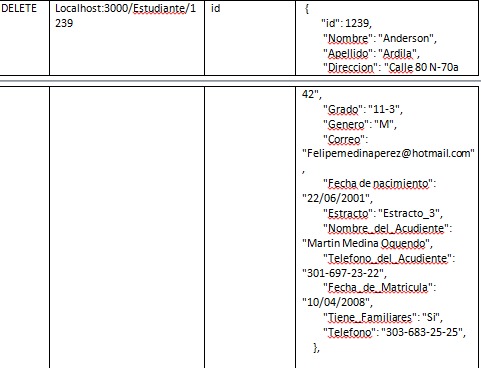 DELETE
Localhost:3000/Estudiante/1
239
id
{
"id": 1239,
"Nombre": "Anderson",
"Apellido": "Ardila",
"Direccion": "Calle 80 N-70a
42",
"Grado": "11-3",
"Genero": "M",
"Correo":
"Felipemedinaperez@hotmail.com"
,
"Fecha de nacimiento":
"22/06/2001",
"Estracto": "Estracto_3",
"Nombre_del_Acudiente":
"Martin Medina Oquendo",
"Telefono_del_Acudiente":
"301-697-23-22",
"Fecha_de_Matricula":
"10/04/2008",
"Tiene_Familiares": "Si",
"Telefono": "303-683-25-25",
},